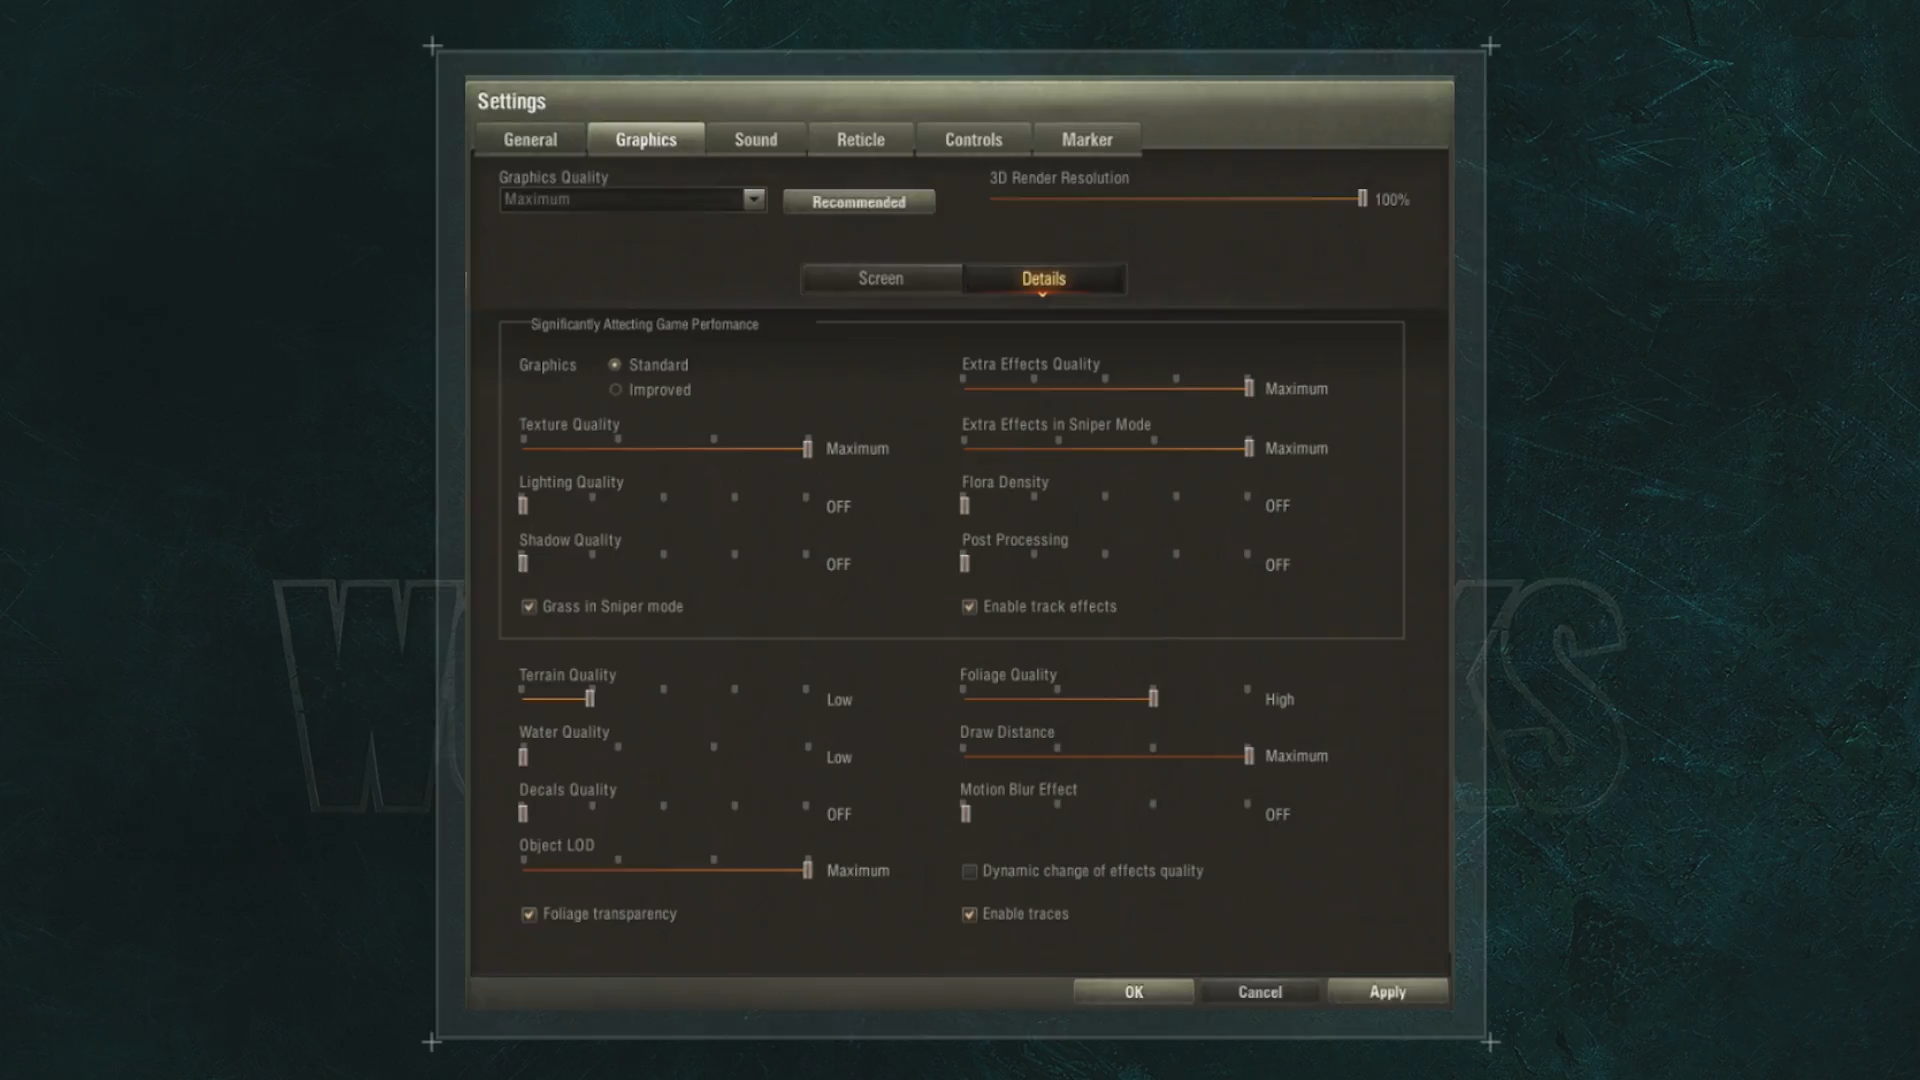 Settings
General Graphics Sound Reticle Controls Marker
Graphics Quality
Maximum
Recommended
3D Render Resolution
100%
Screen Details
Significantly Attecting Game Perfomance
Graphics
Standard
Improved
Extra Effects Quality
Maximum
Texture Quality
Maximum
Extra Effects in Sniper Mode
Maximum
Lighting Quality
OFF
Flora Density
OFF
Shadow Quality
OFF
Post Processing
OFF
Grass in Sniper mode
Enable track effects
Terrain Quality
Low
Foliage Quality
High
Water Quality
Low
Draw Distance
Maximum
Decals Quality
OFF
Motion Blur Effect
OFF
Object LOD
Maximum
Dynamic change of effects quality
Foliage transparency
Enable traces
OK Cancel Apply